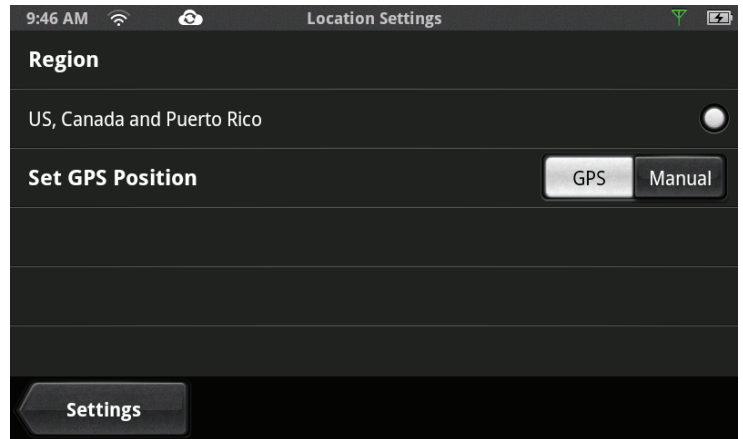 9:46 AM Location Settings
Region
US, Canada and Puerto Rico
Set GPS Position GPS Manual
Settings